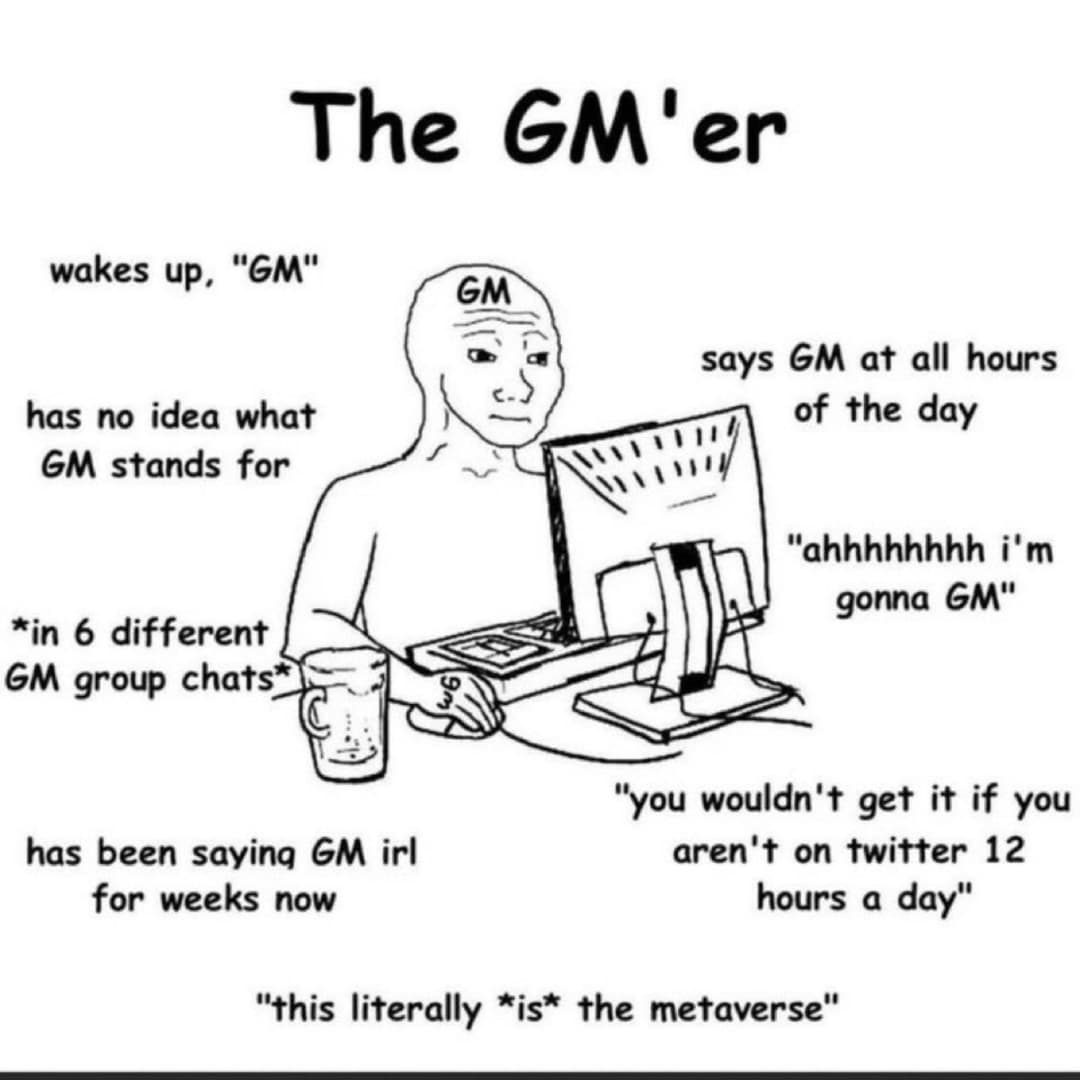 The GM'er
wakes up, "GM"
GM
says GM at all hours
of the day
has no idea what
GM stands for
"ahhhhhhhhh i'm
gonna GM"
*in 6 different
GM group chats*
GM
"you wouldn't get it if you
aren't on twitter 12
hours a day"
has been saying GM irl
for weeks now
"this literally *is* the metaverse"